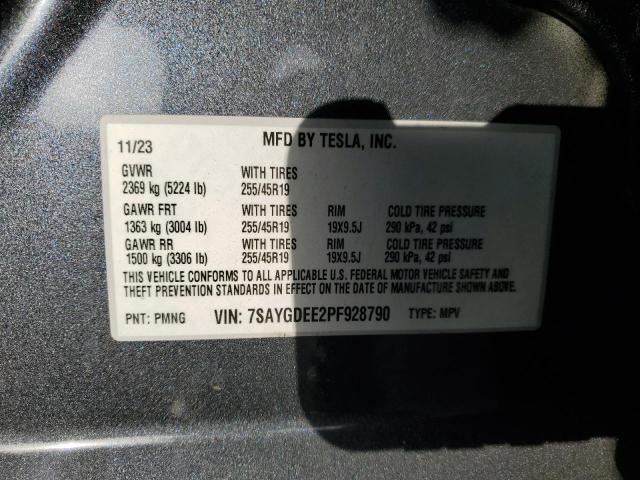 11/23 MFD BY TESLA, INC.
GVWR WITH TIRES
2369 kg (5224 lb) 255/45R19
GAWR FRT WITH TIRES RIM COLD TIRE PRESSURE
1363 kg (3004 lb) 255/45R19 19X9.5J 290 kPa, 42 psi
GAWR RR WITH TIRES RIM COLD TIRE PRESSURE
1500 kg (3306 lb) 255/45R19 19X9.5J 290 kPa, 42 psi
THIS VEHICLE CONFORMS TO ALL APPLICABLE U.S. FEDERAL MOTOR VEHICLE SAFETY AND
THEFT PREVENTION STANDARDS IN EFFECT ON THE DATE OF MANUFACTURE SHOWN ABOVE.
PNT: PMNG VIN: 7SAYGDEE2PF928790 TYPE: MPV